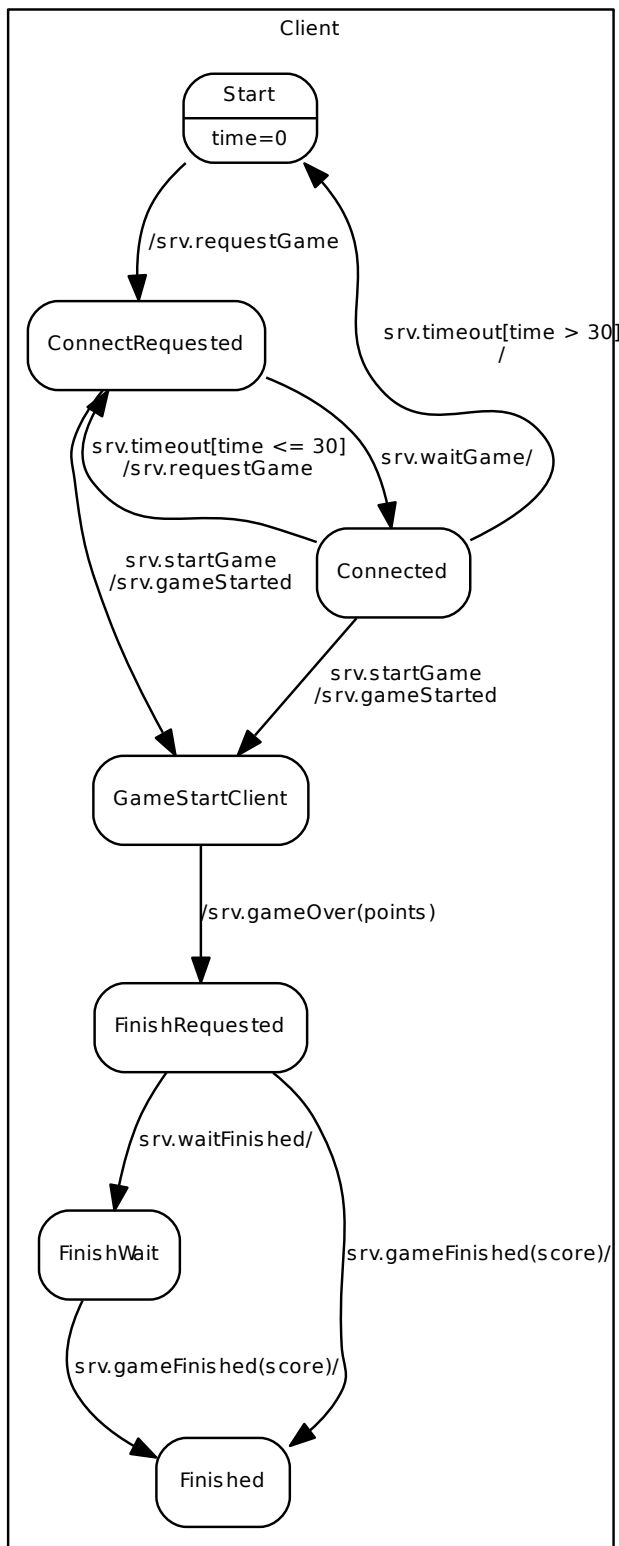 Client
Start
time=0
/srv.requestGame
ConnectRequested
srv.timeout[time > 30]
/
srv.timeout[time <= 30]
/srv.requestGame
srv.waitGame/
srv.startGame
/srv.gameStarted
Connected
srv.startGame
/srv.gameStarted
GameStartClient
/srv.gameOver(points)
FinishRequested
srv.waitFinished/
FinishWait
srv.gameFinished(score)/
srv.gameFinished(score)/
Finished